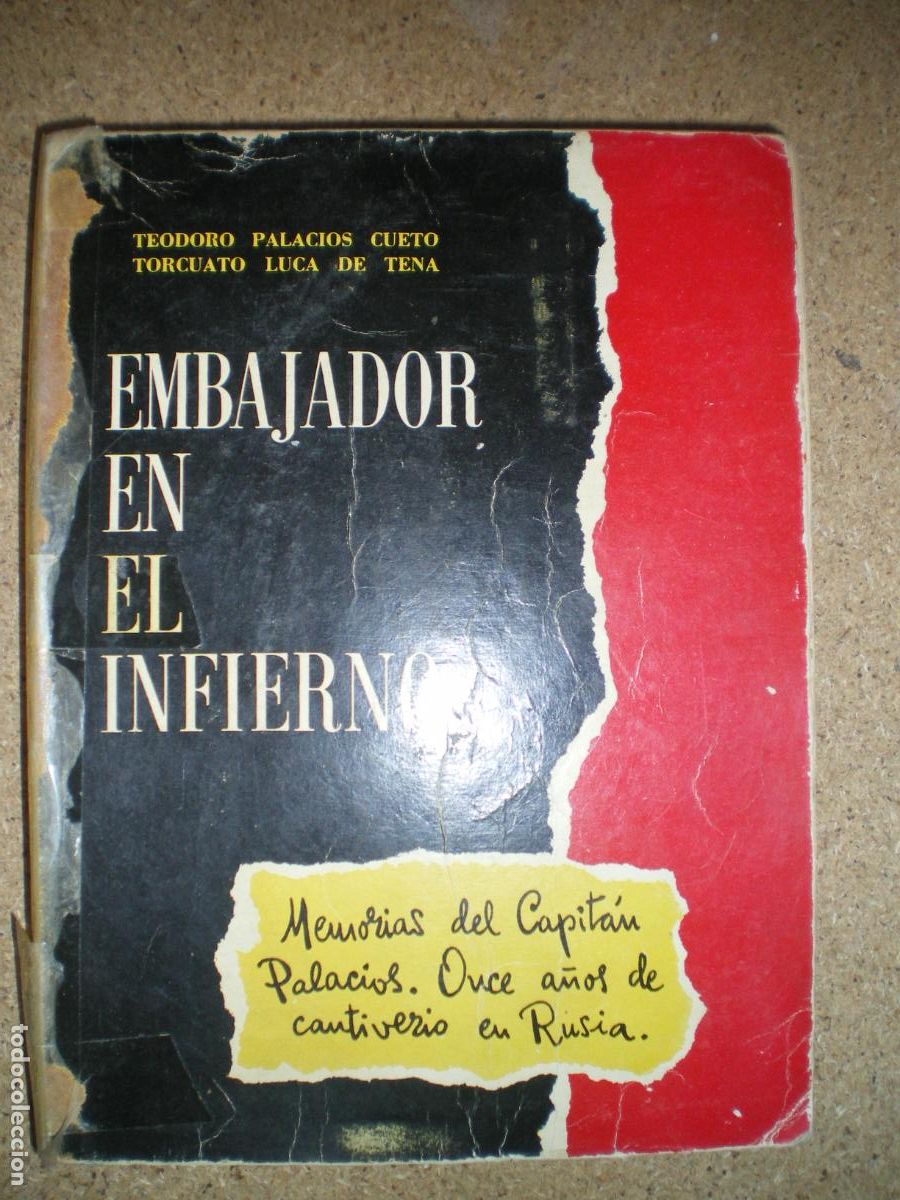 TEODORO PALACIOS CUETO
TORCUATO LUCA DE TENA
EMBAJADOR
EN
EL
INFIERNO
Memorias del Capitán
Palacios. Once años de
cautiverio en Rusia.
todocoleccion